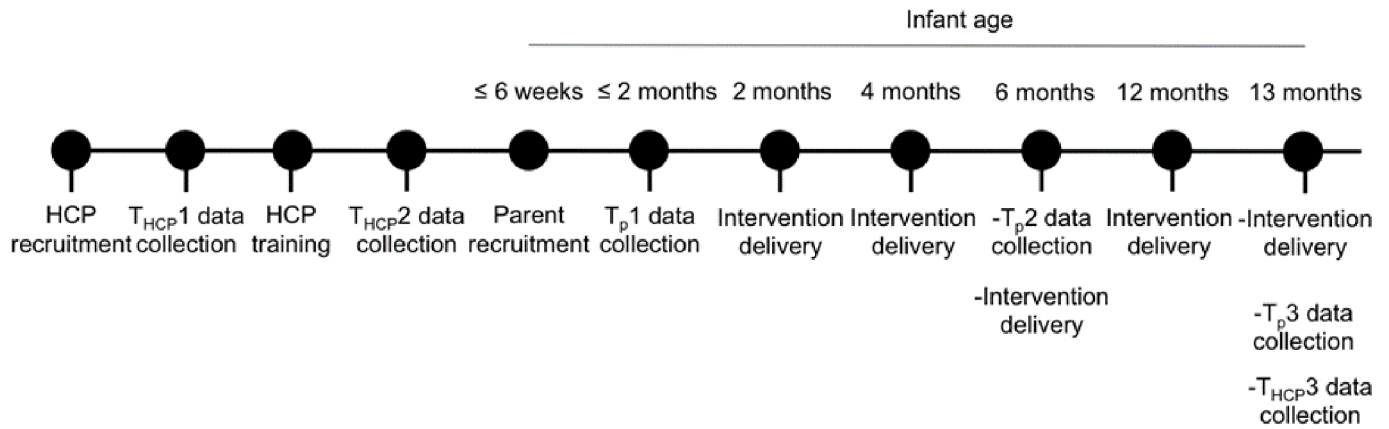 Infant age
≤ 6 weeks ≤ 2 months 2 months 4 months 6 months 12 months 13 months
HCP recruitment
THCP1 data collection
HCP training
THCP2 data collection
Parent recruitment
Tp1 data collection
Intervention delivery
Intervention delivery
-Tp2 data collection
-Intervention delivery
Intervention delivery
-Intervention delivery
-Tp3 data collection
-THCP3 data collection